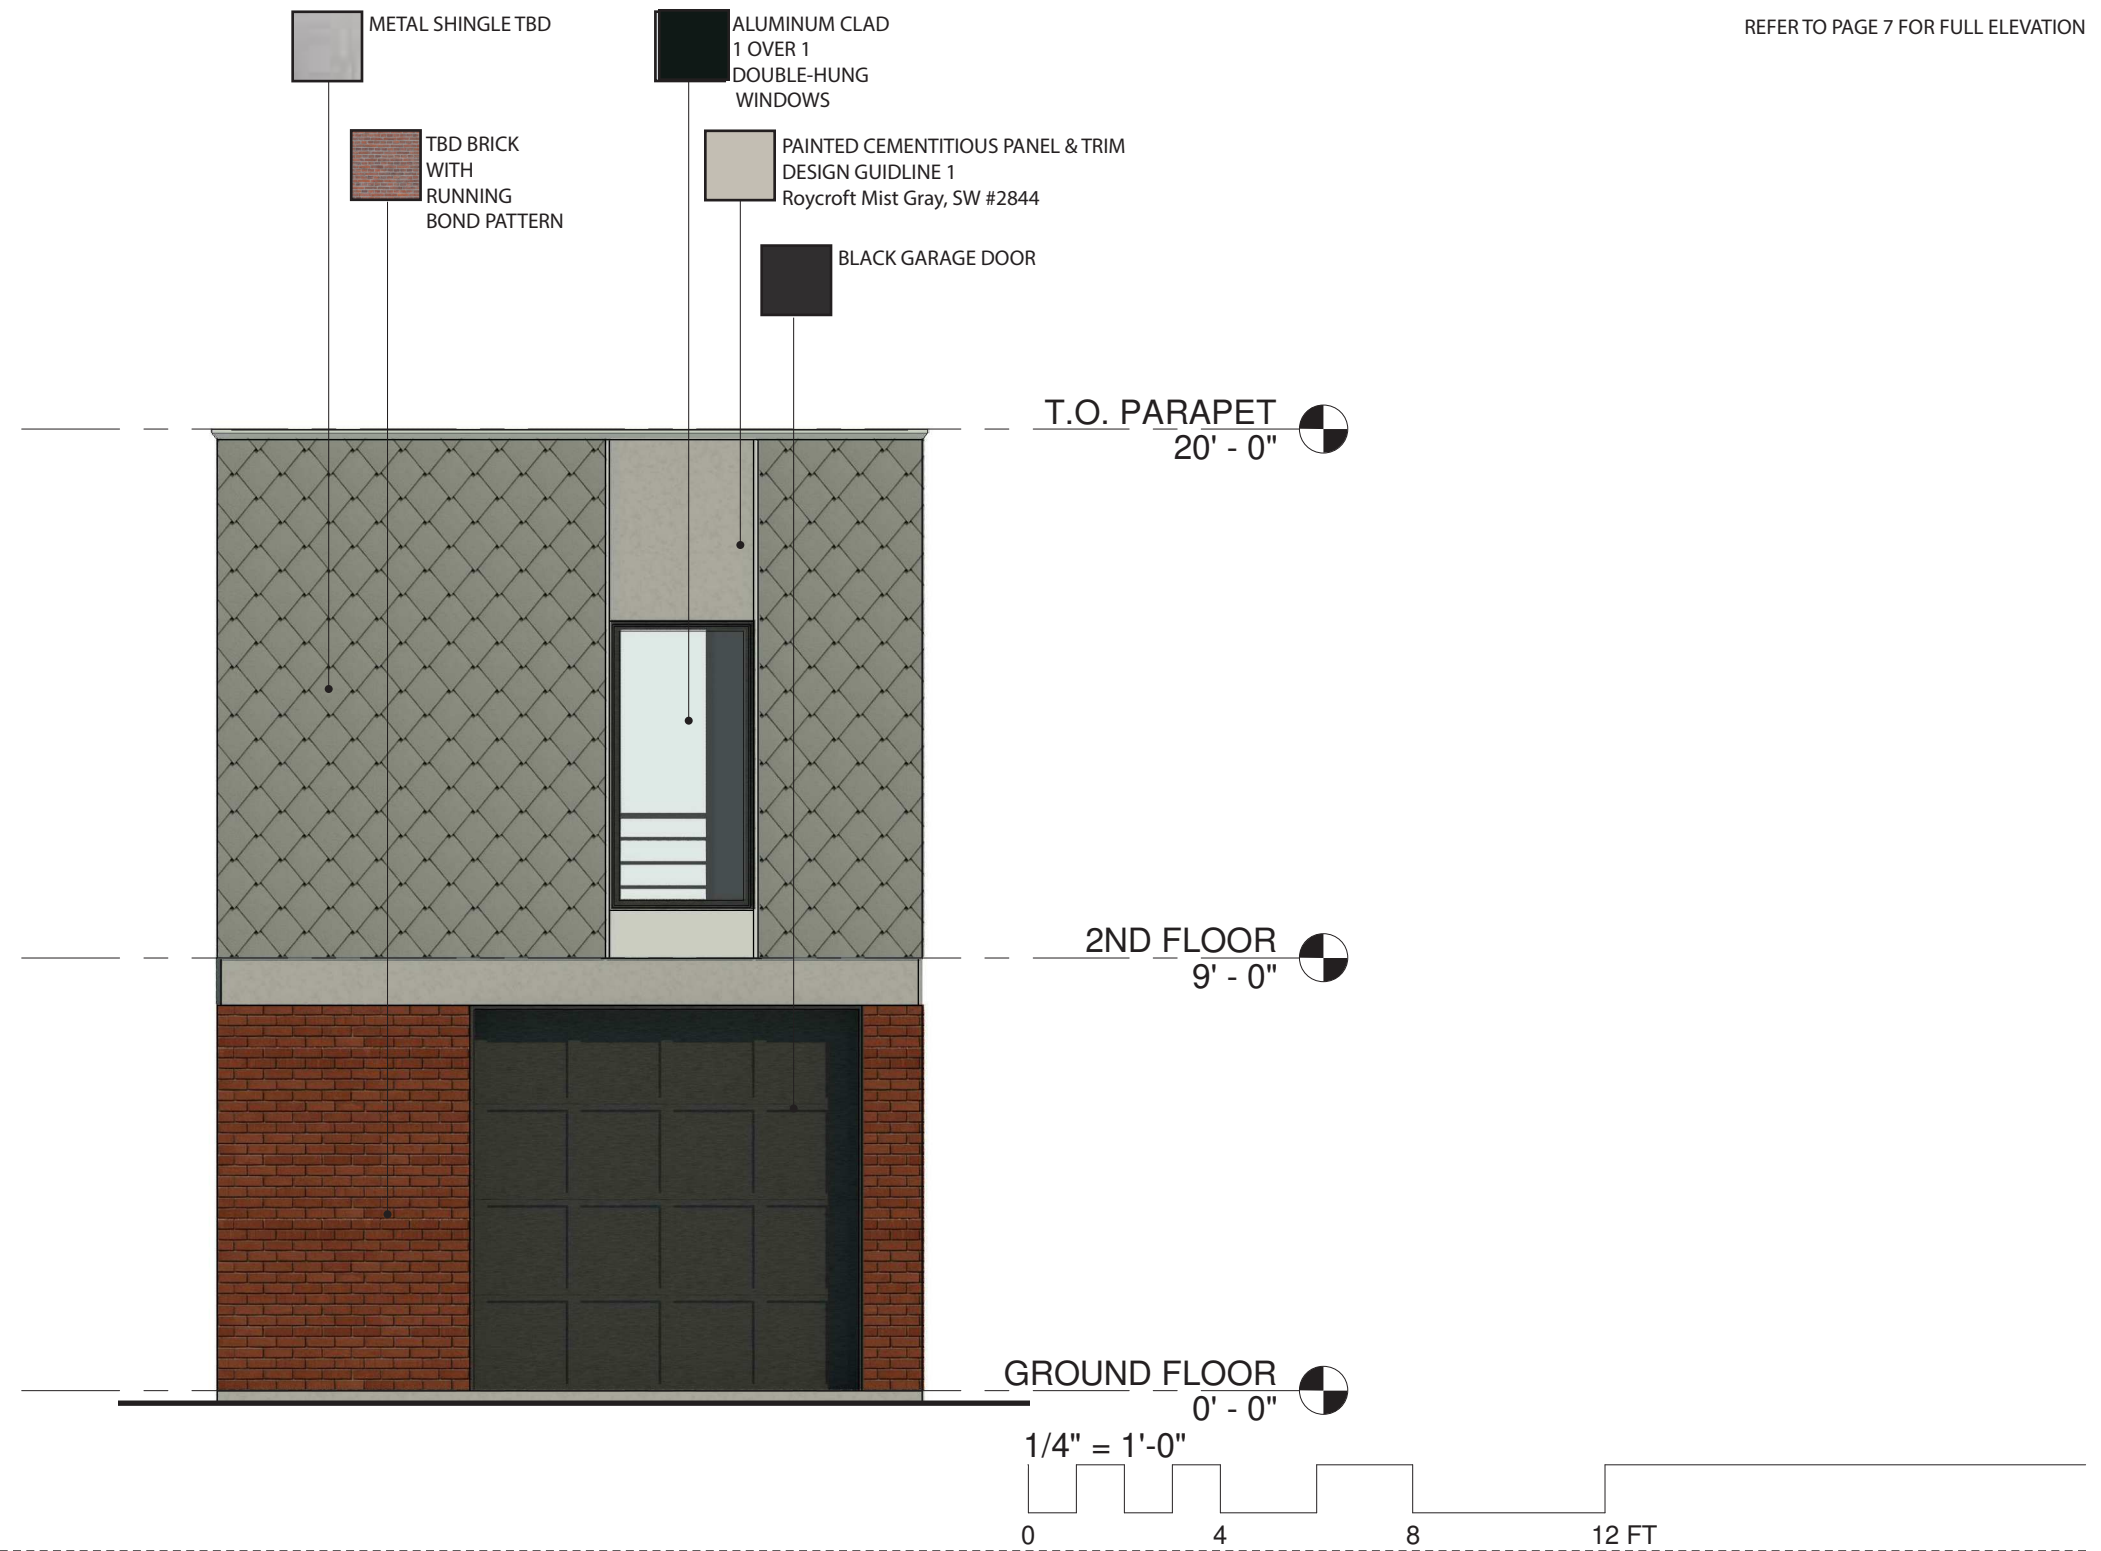 METAL SHINGLE TBD
ALUMINUM CLAD
1 OVER 1
DOUBLE-HUNG
WINDOWS
REFER TO PAGE 7 FOR FULL ELEVATION
TBD BRICK
WITH
RUNNING
BOND PATTERN
PAINTED CEMENTITIOUS PANEL & TRIM
DESIGN GUIDLINE 1
Roycroft Mist Gray, SW #2844
BLACK GARAGE DOOR
T.O. PARAPET
20' - 0"
2ND FLOOR
9' - 0"
GROUND FLOOR
0' - 0"
1/4" = 1'-0"
0 4 8 12 FT